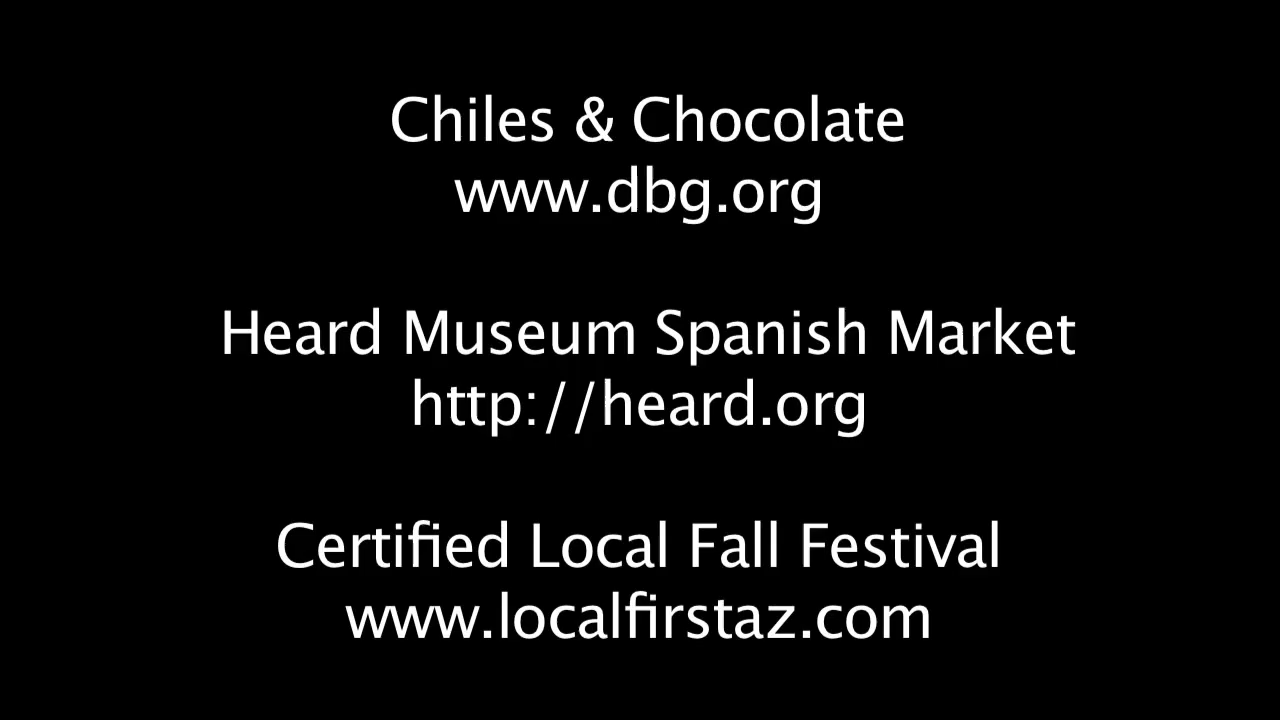 Chiles & Chocolate
www.dbg.org
Heard Museum Spanish Market
http://heard.org
Certified Local Fall Festival
www.localfirstaz.com